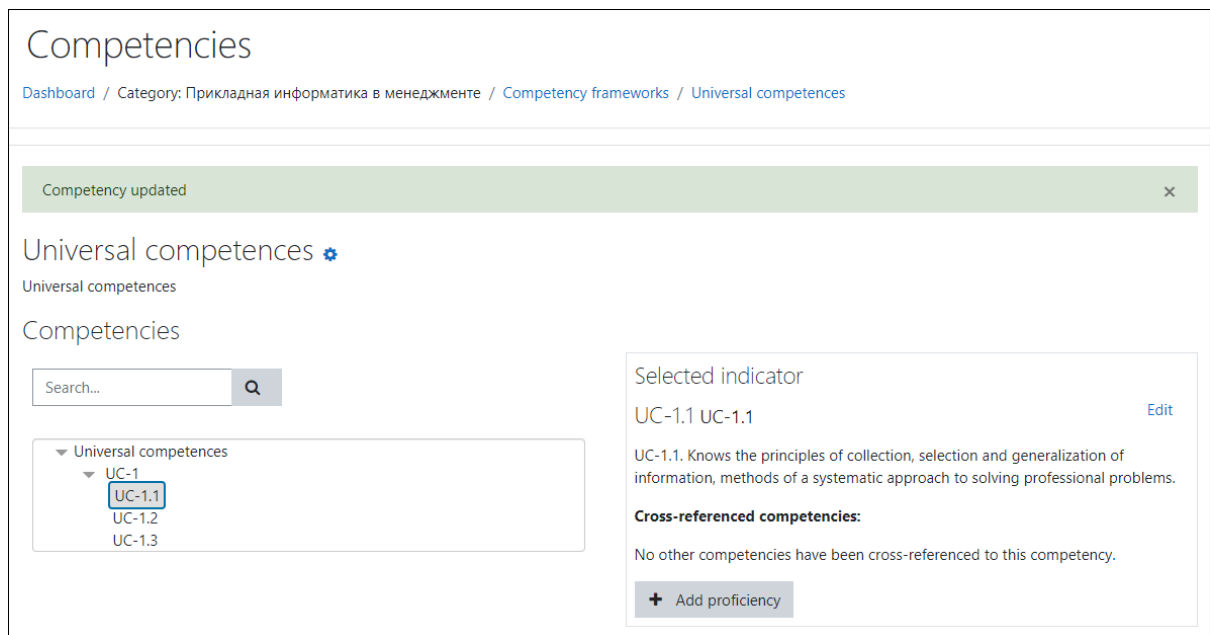 Competencies
Dashboard / Category: Прикладная информатика в менеджменте / Competency frameworks / Universal competences
Competency updated ×
Universal competences
Universal competences
Competencies
Search...
Universal competences
UC-1
UC-1.1
UC-1.2
UC-1.3
Selected indicator
UC-1.1 UC-1.1 Edit
UC-1.1. Knows the principles of collection, selection and generalization of
information, methods of a systematic approach to solving professional problems.
Cross-referenced competencies:
No other competencies have been cross-referenced to this competency.
+ Add proficiency